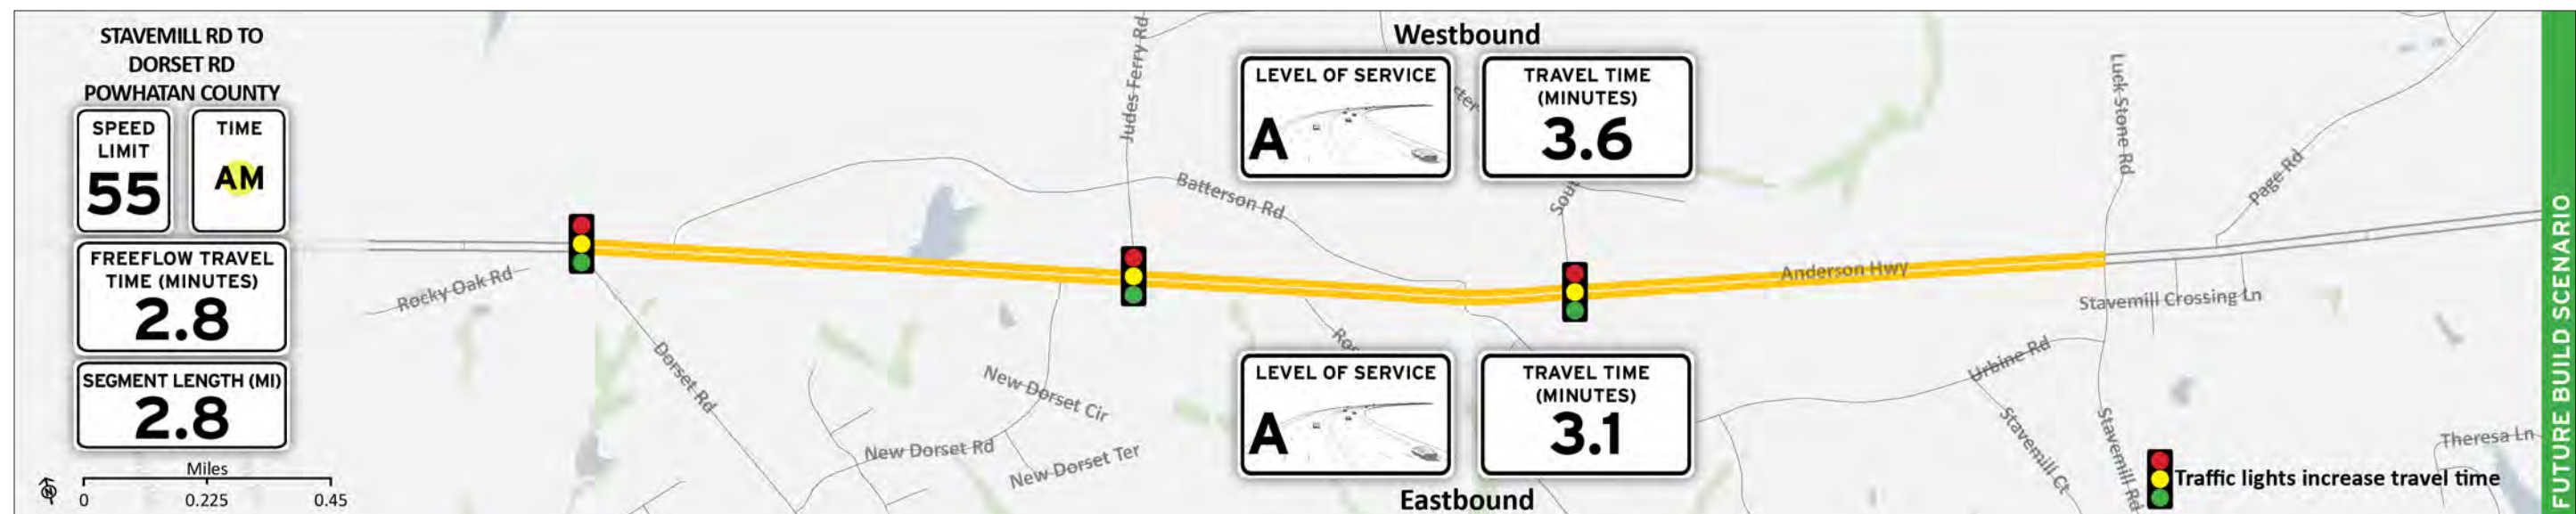 STAVEMILL RD TO
DORSET RD
POWHATAN COUNTY
SPEED
LIMIT
55
TIME
AM
FREEFLOW TRAVEL
TIME (MINUTES)
2.8
SEGMENT LENGTH (MI)
2.8
Miles
0 0.225 0.45
N
Westbound
LEVEL OF SERVICE
A
TRAVEL TIME
(MINUTES)
3.6
Judes Ferry Rd
Batterson Rd
Luck Stone Rd
Page Rd
Rocky Oak Rd
Anderson Hwy
Stavemill Crossing Ln
Dorset Rd
New Dorset Cir
New Dorset Rd
New Dorset Ter
Urbine Rd
Stavemill Ct
Stavemill Rd
Theresa Ln
LEVEL OF SERVICE
A
TRAVEL TIME
(MINUTES)
3.1
Eastbound
Traffic lights increase travel time
FUTURE BUILD SCENARIO